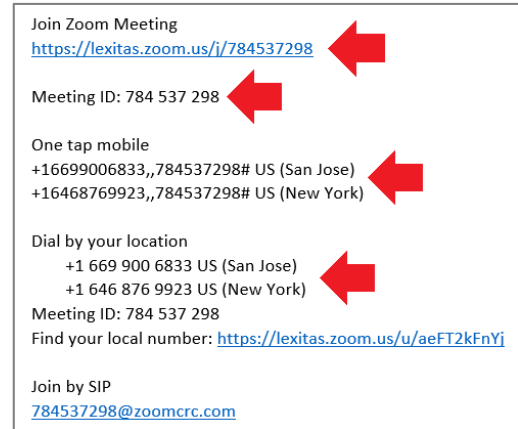 Join Zoom Meeting
https://lexitas.zoom.us/j/784537298
Meeting ID: 784 537 298
One tap mobile
+16699006833,,784537298# US (San Jose)
+16468769923,,784537298# US (New York)
Dial by your location
+1 669 900 6833 US (San Jose)
+1 646 876 9923 US (New York)
Meeting ID: 784 537 298
Find your local number: https://lexitas.zoom.us/u/aeFT2kFnYj
Join by SIP
784537298@zoomcrc.com